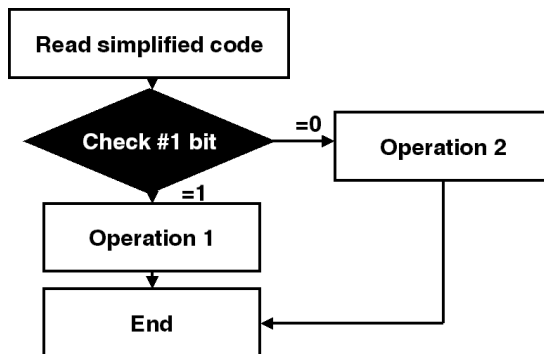 Read simplified code
Check #1 bit
=0
Operation 2
=1
Operation 1
End